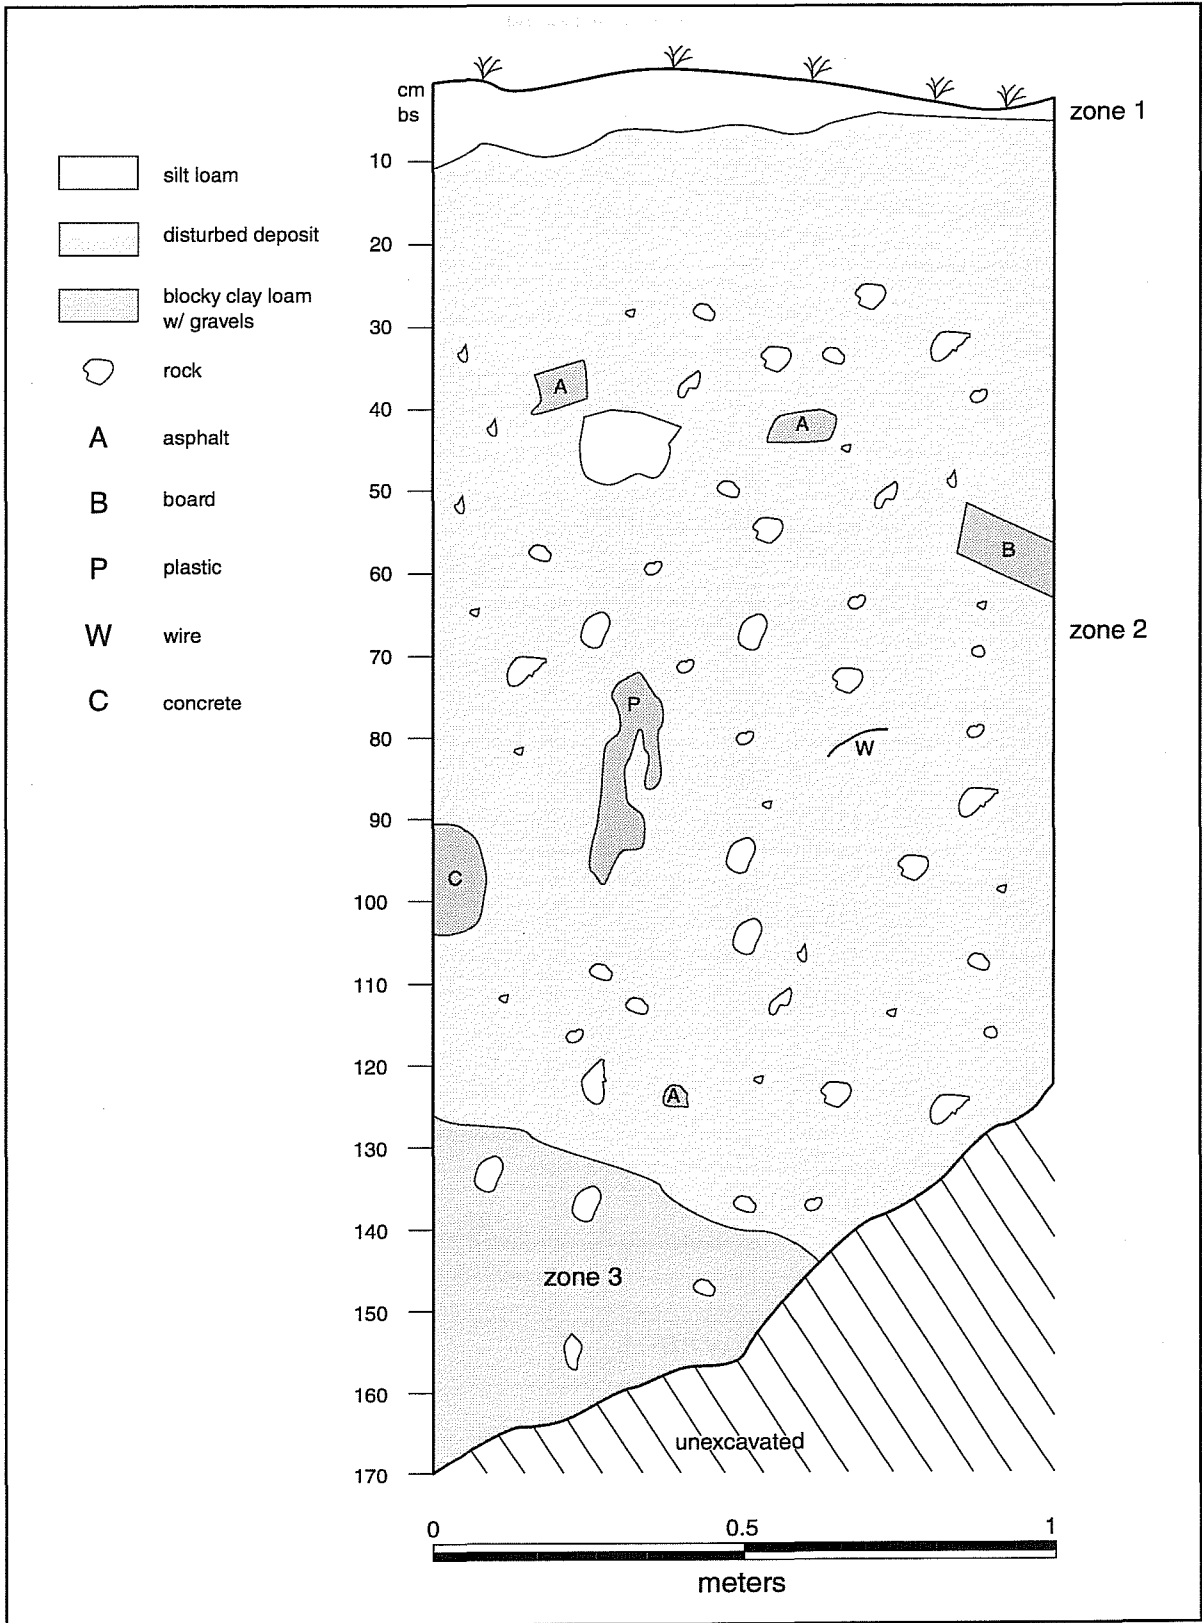 cm
bs
zone 1
10
silt loam
20
disturbed deposit
blocky clay loam
w/ gravels
30
rock
A
40
A
A
asphalt
50
B
board
B
60
P
plastic
zone 2
W
wire
70
C
concrete
P
80
W
90
C
100
110
120
A
130
140
zone 3
150
160
unexcavated
170
0
0.5
1
meters